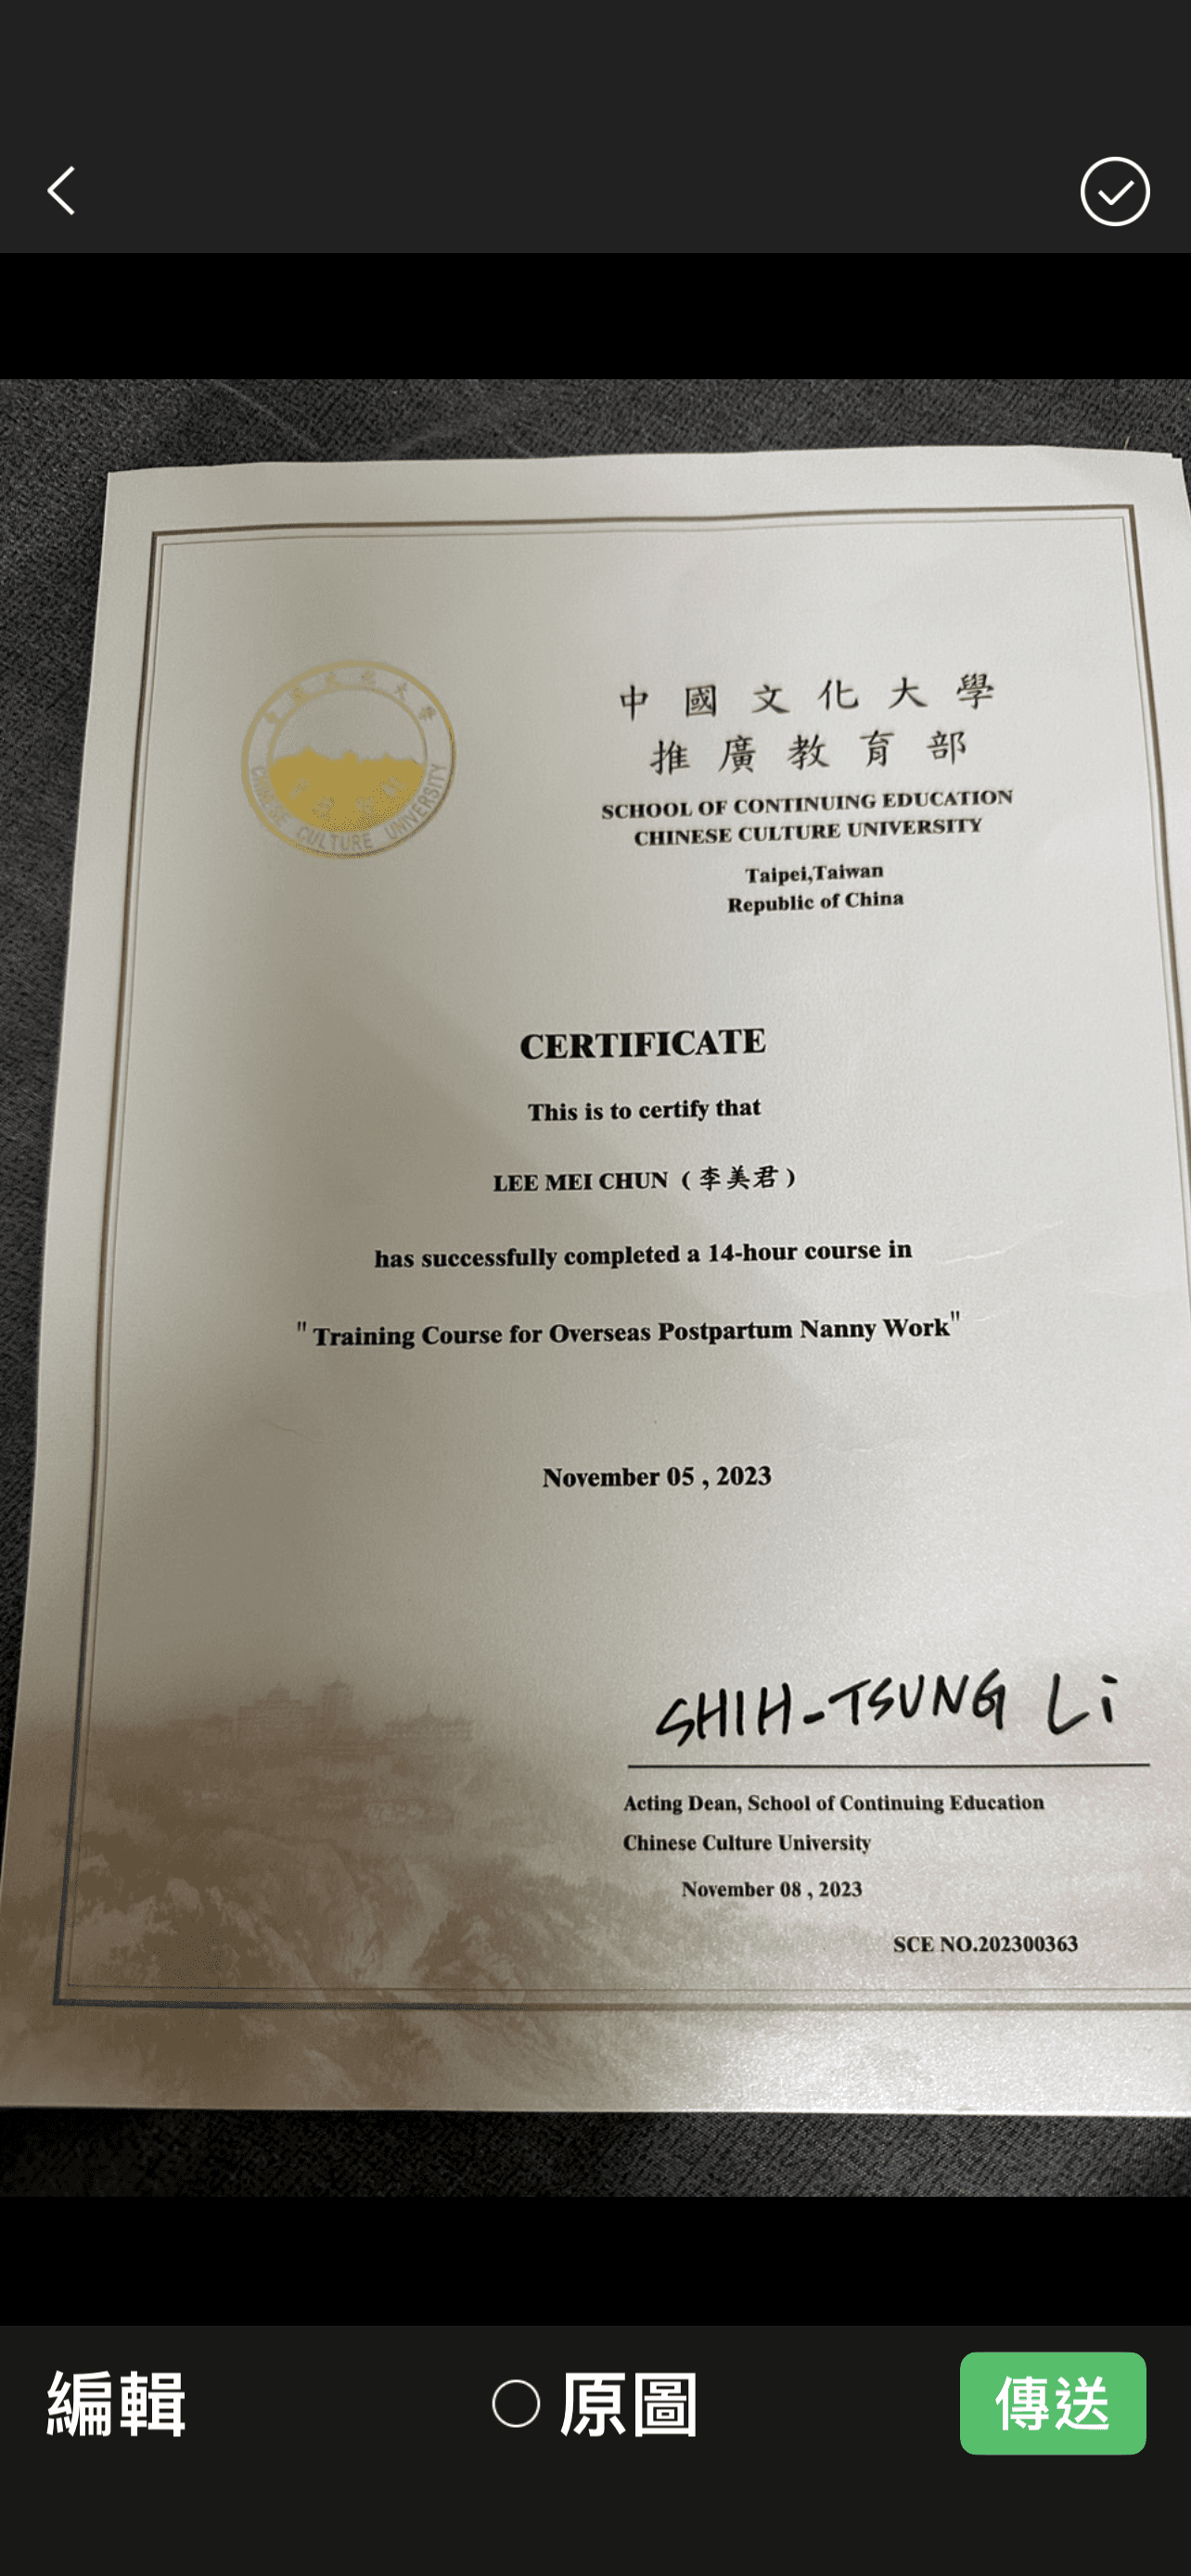 中國文化大學
推廣教育部
SCHOOL OF CONTINUING EDUCATION
CHINESE CULTURE UNIVERSITY
Taipei,Taiwan
Republic of China
CHINESE CULTURE UNIVERSITY
CERTIFICATE
This is to certify that
LEE MEI CHUN (李美君)
has successfully completed a 14-hour course in
"Training Course for Overseas Postpartum Nanny Work"
November 05 , 2023
SHIH-TSUNG Li
Acting Dean, School of Continuing Education
Chinese Culture University
November 08 , 2023
SCE NO.202300363
編輯
原圖
傳送